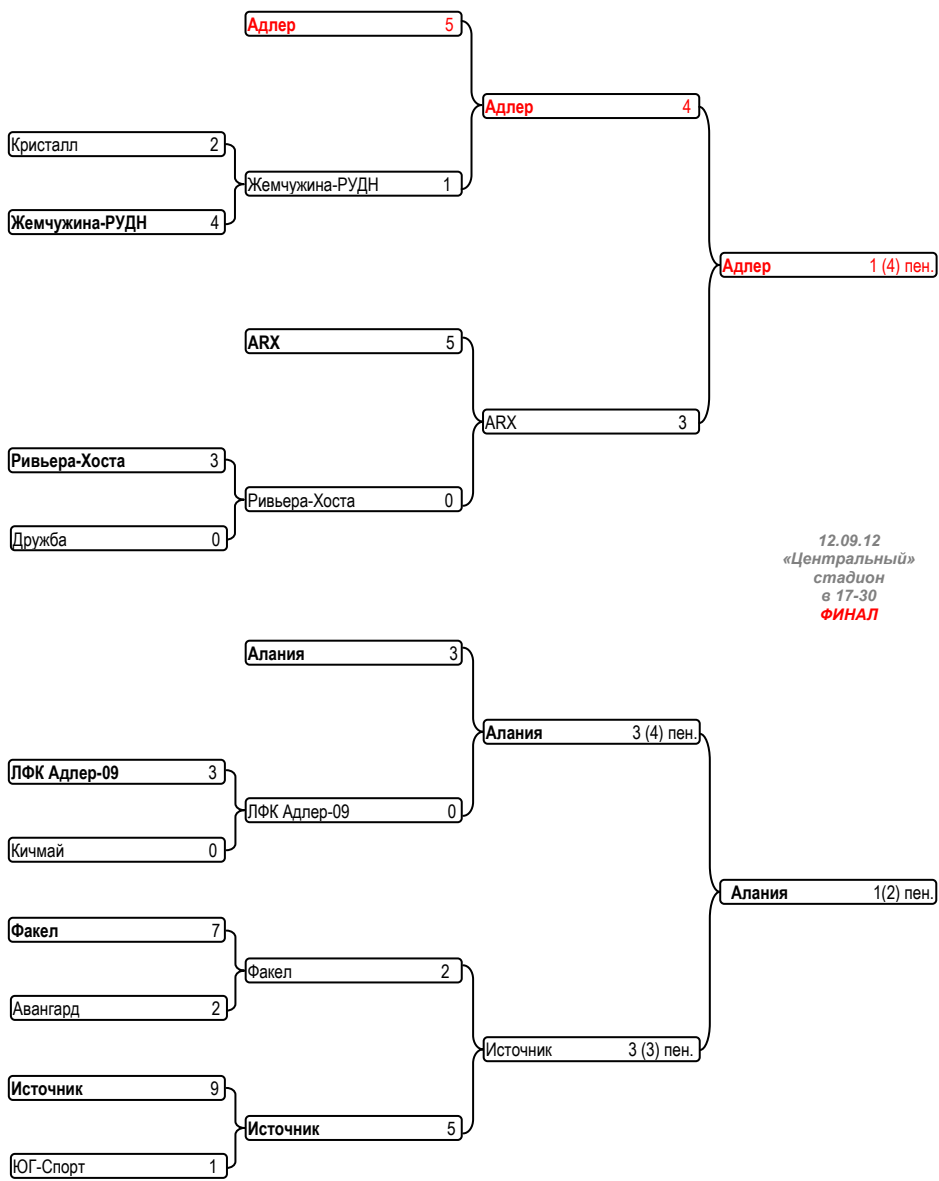 Адлер 5
Адлер 4
Кристалл 2
Жемчужина-РУДН 1
Жемчужина-РУДН 4
Адлер 1 (4) пен.
ARX 5
ARX 3
Ривьера-Хоста 3
Ривьера-Хоста 0
Дружба 0
12.09.12
«Центральный»
стадион
в 17-30
ФИНАЛ
Алания 3
Алания 3 (4) пен.
ЛФК Адлер-09 3
ЛФК Адлер-09 0
Кичмай 0
Алания 1(2) пен.
Факел 7
Факел 2
Авангард 2
Источник 3 (3) пен.
Источник 9
Источник 5
ЮГ-Спорт 1